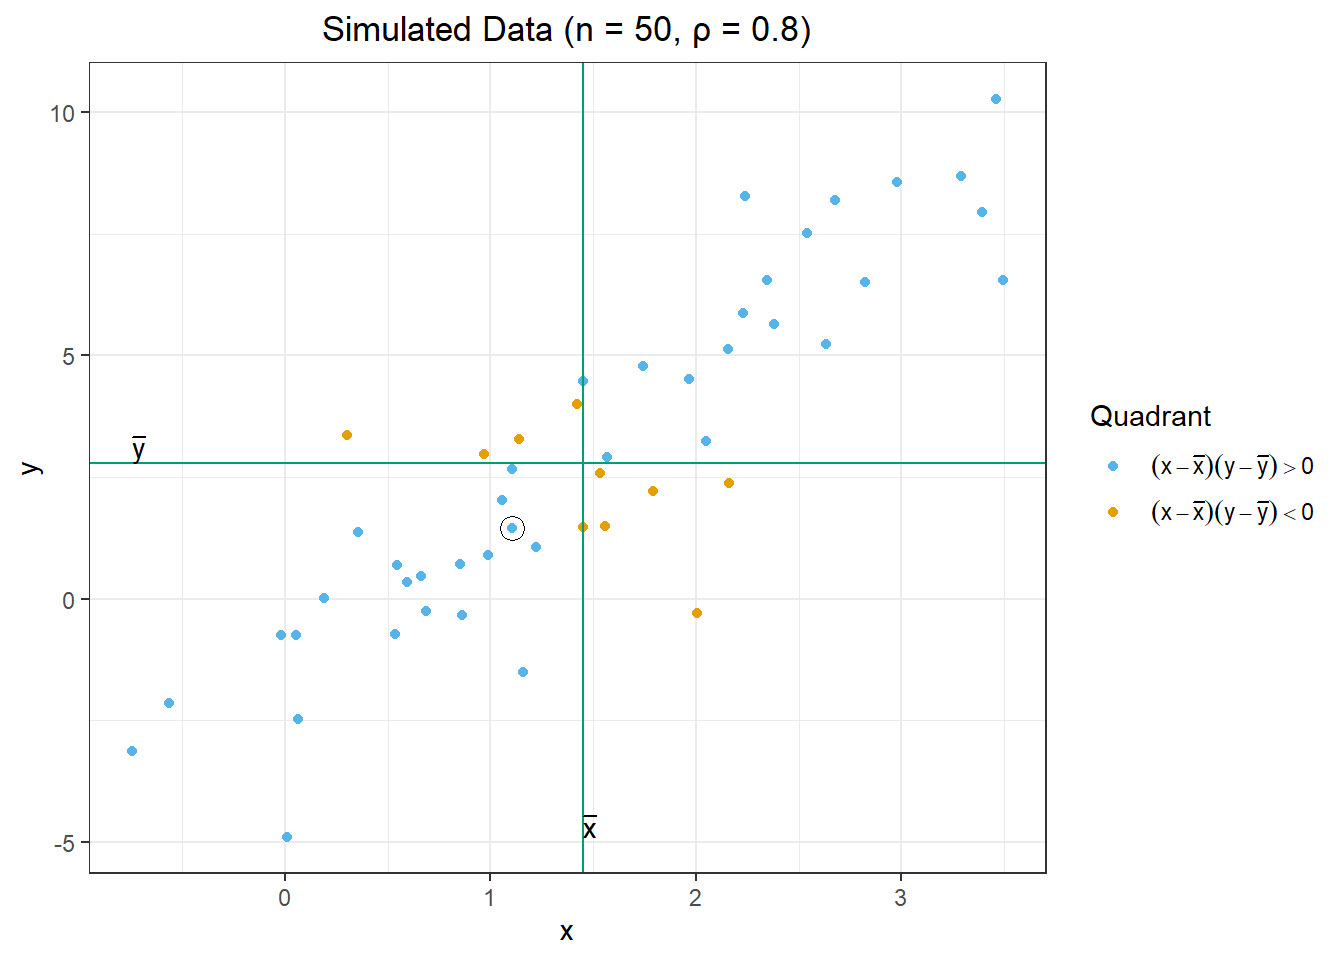 Simulated Data (n = 50, ρ = 0.8)
10
5
0
-5
y
y̅
x̅
0 1 2 3
x
Quadrant
(x − x̅)(y − y̅) > 0
(x − x̅)(y − y̅) < 0